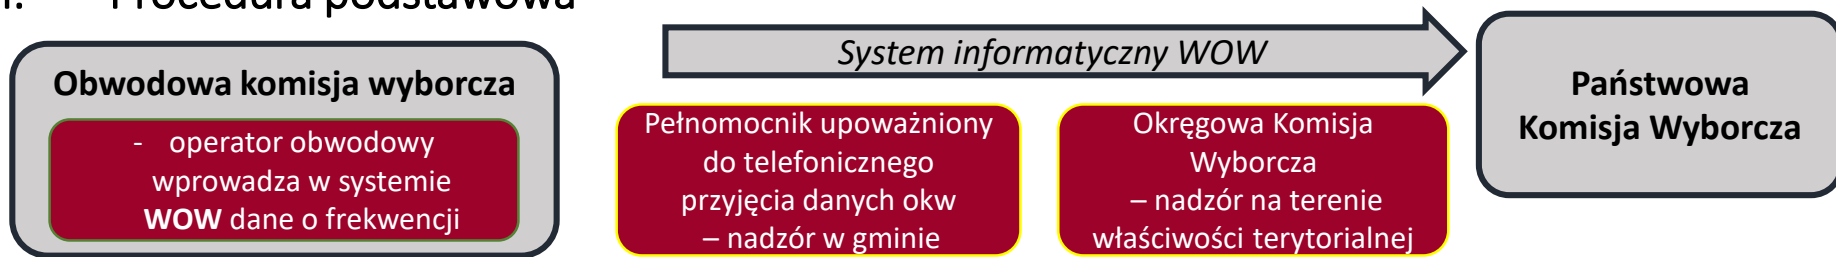 Procedura podstawowa
Obwodowa komisja wyborcza
- operator obwodowy
wprowadza w systemie
WOW dane o frekwencji
System informatyczny WOW
Pełnomocnik upoważniony
do telefonicznego
przyjęcia danych okw
– nadzór w gminie
Okręgowa Komisja
Wyborcza
– nadzór na terenie
właściwości terytorialnej
Państwowa
Komisja Wyborcza